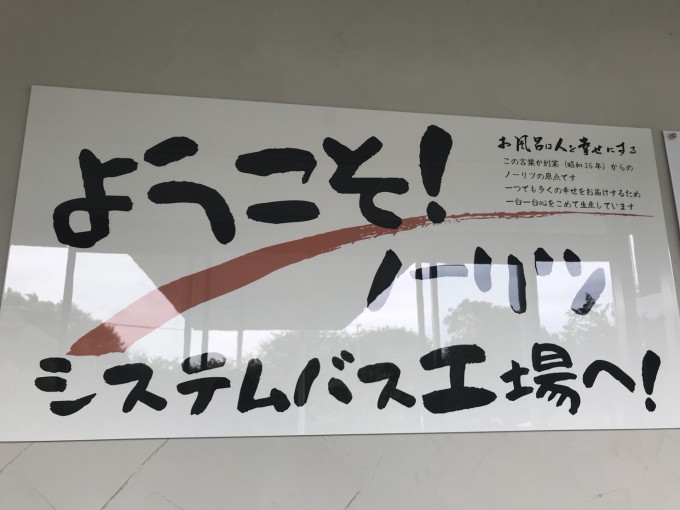 ようこそ!
お風呂は人を幸せにする
この言葉が創業(昭和26年)からの
ノーリツの原点です
一つでも多くの幸せをお届けするため
一台一台心をこめて生産しています
ノーリツ
システムバス工場へ!